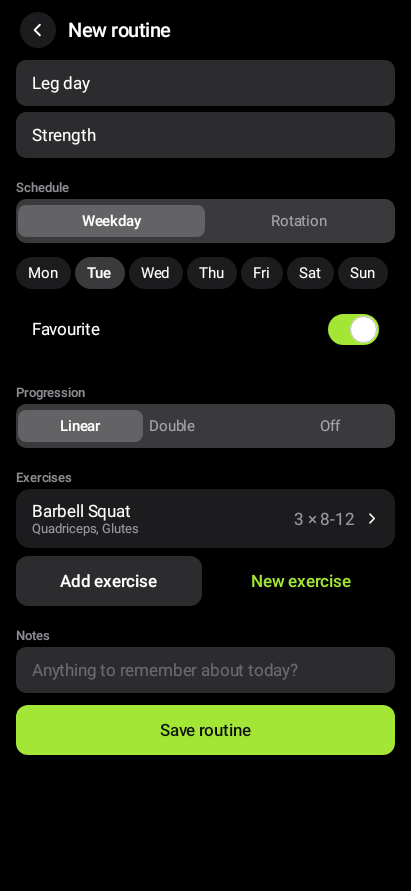 New routine
Leg day
Strength
Schedule
Weekday Rotation
Mon Tue Wed Thu Fri Sat Sun
Favourite
Progression
Linear Double Off
Exercises
Barbell Squat
Quadriceps, Glutes
3 × 8-12
Add exercise New exercise
Notes
Anything to remember about today?
Save routine